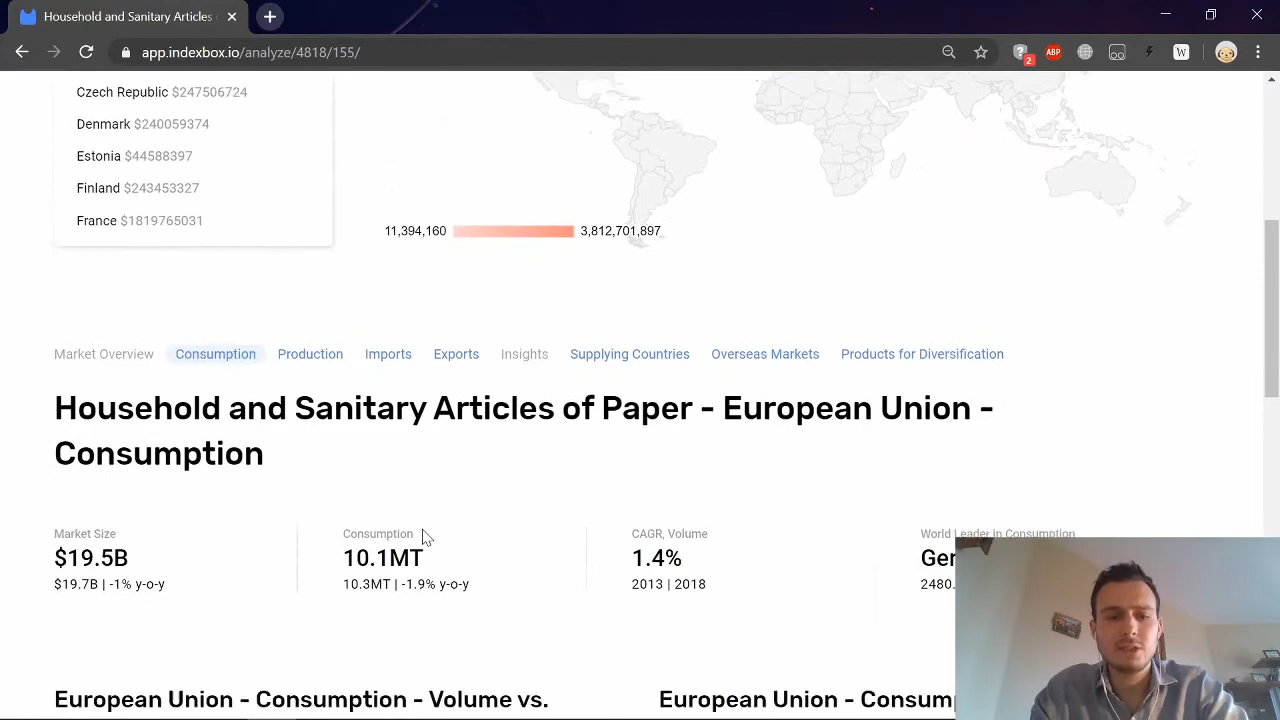 Household and Sanitary Articles
app.indexbox.io/analyze/4818/155/
2
ABP
W
Czech Republic $247506724
Denmark $240059374
Estonia $44588397
Finland $243453327
France $1819765031
11,394,160
3,812,701,897
Market Overview Consumption Production Imports Exports Insights Supplying Countries Overseas Markets Products for Diversification
Household and Sanitary Articles of Paper - European Union -
Consumption
Market Size
$19.5B
$19.7B | -1% y-o-y
Consumption
10.1MT
10.3MT | -1.9% y-o-y
CAGR, Volume
1.4%
2013 | 2018
World Leader in Consumption
2480.
European Union - Consumption - Volume vs.
European Union -